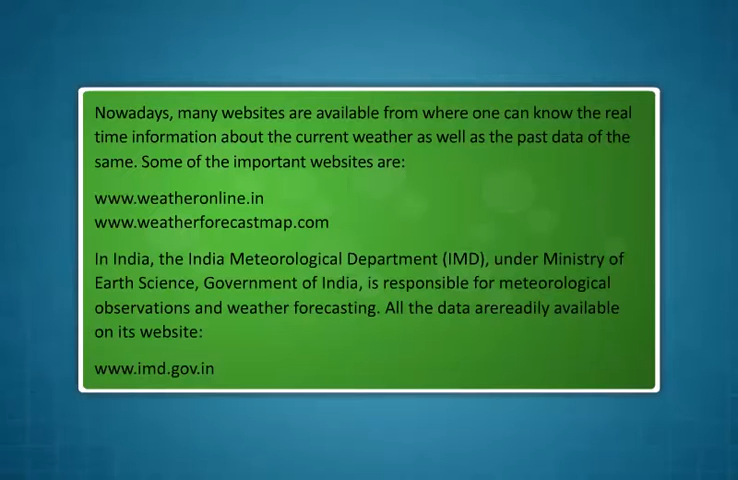 Nowadays, many websites are available from where one can know the real
time information about the current weather as well as the past data of the
same. Some of the important websites are:
www.weatheronline.in
www.weatherforecastmap.com
In India, the India Meteorological Department (IMD), under Ministry of
Earth Science, Government of India, is responsible for meteorological
observations and weather forecasting. All the data arereadily available
on its website:
www.imd.gov.in